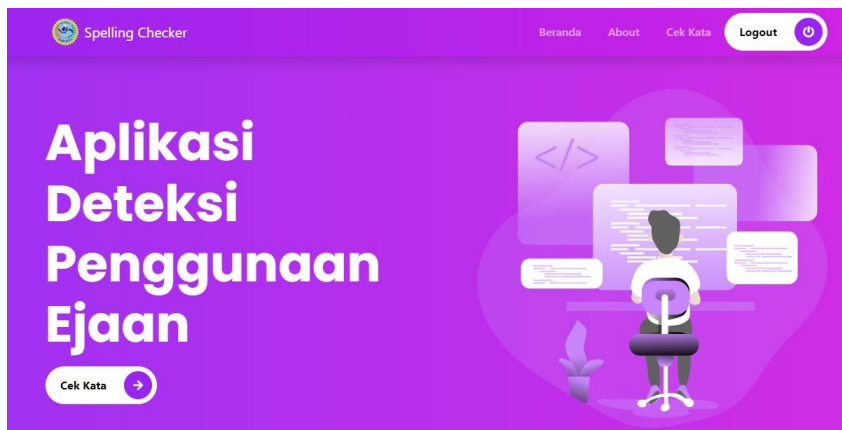 Spelling Checker
Beranda About Cek Kata Logout
Aplikasi
Deteksi
Penggunaan
Ejaan
Cek Kata
</>